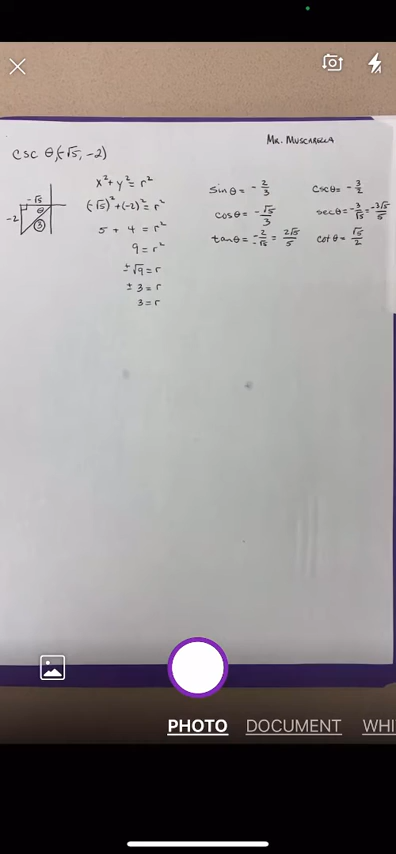 MR. MUSCARELLA
csc θ, (-√5, -2)
-√5
-2
θ
3
x² + y² = r²
(-√5)² + (-2)² = r²
5 + 4 = r²
9 = r²
±√9 = r
± 3 = r
3 = r
sin θ = -2/3
cos θ = -√5/3
tan θ = -2/-√5 = 2√5/5
csc θ = -3/2
sec θ = -3/√5 = -3√5/5
cot θ = √5/2
PHOTO DOCUMENT WHI